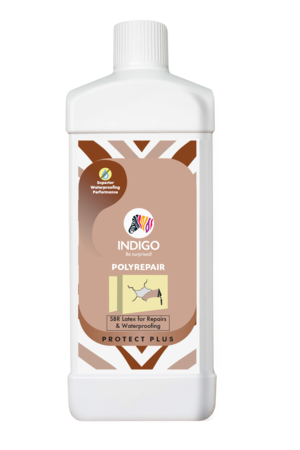 Superior
Waterproofing
Performance
INDIGO
Be surprised!
POLYREPAIR
SBR Latex for Repairs
& Waterproofing
PROTECT PLUS